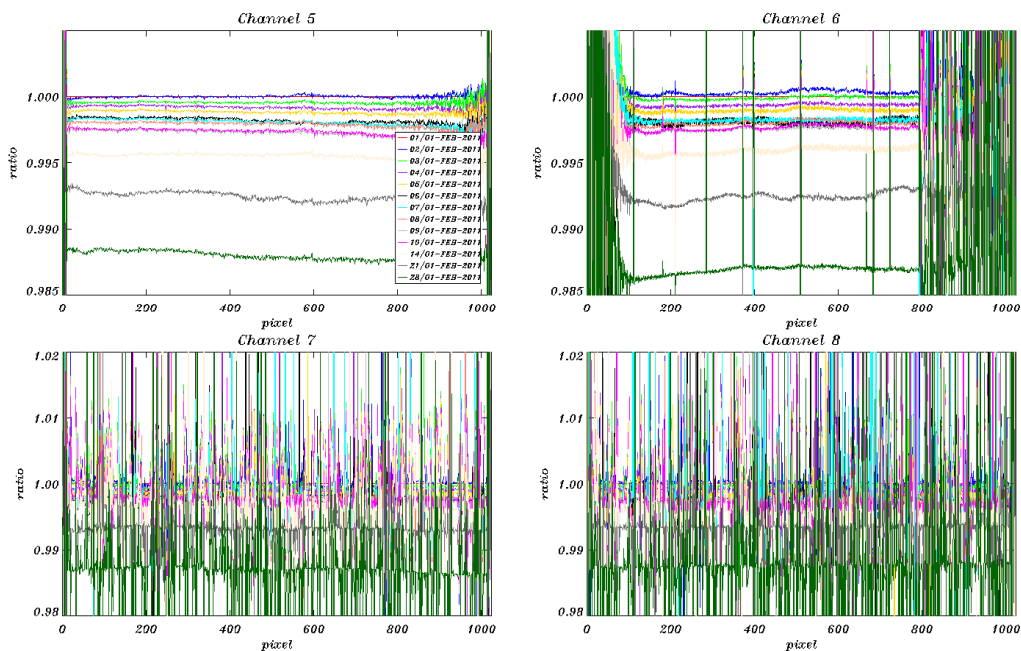 Channel 5
1.000
0.995
0.990
0.985
ratio
0 200 400 600 800 1000
pixel
01/01-FEB-2011
02/01-FEB-2011
03/01-FEB-2011
04/01-FEB-2011
05/01-FEB-2011
06/01-FEB-2011
07/01-FEB-2011
08/01-FEB-2011
09/01-FEB-2011
10/01-FEB-2011
14/01-FEB-2011
21/01-FEB-2011
28/01-FEB-2011
Channel 6
1.000
0.995
0.990
0.985
ratio
0 200 400 600 800 1000
pixel
Channel 7
1.02
1.01
1.00
0.99
0.98
ratio
0 200 400 600 800 1000
pixel
Channel 8
1.02
1.01
1.00
0.99
0.98
ratio
0 200 400 600 800 1000
pixel